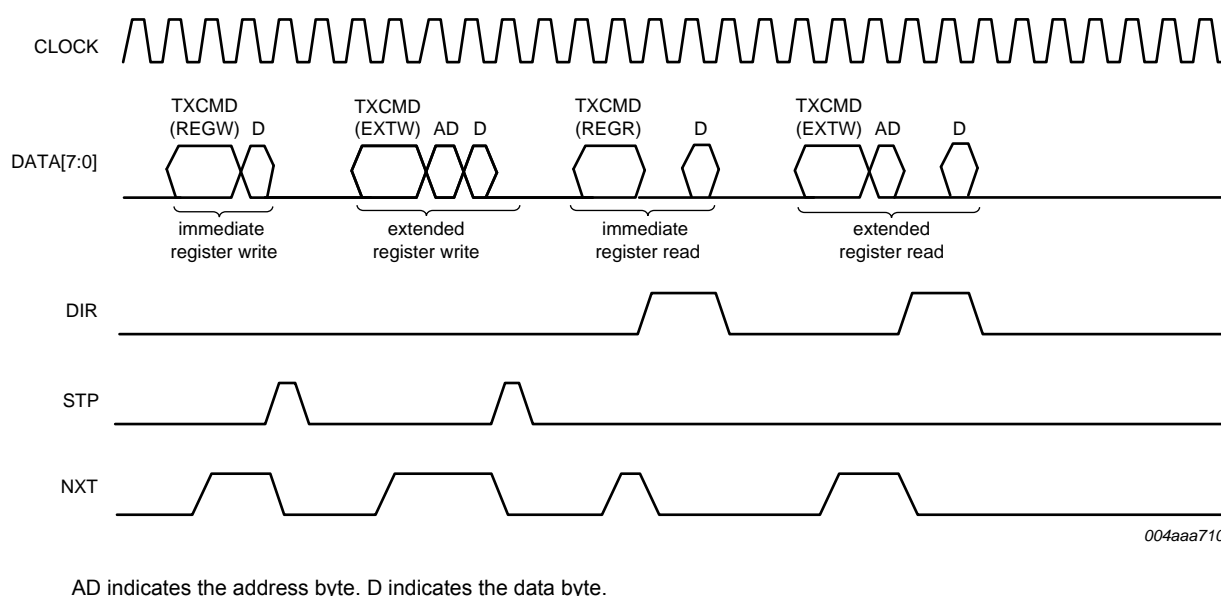 CLOCK
TXCMD
(REGW) D
TXCMD
(EXTW) AD D
TXCMD
(REGR) D
TXCMD
(EXTW) AD D
DATA[7:0]
immediate
register write
extended
register write
immediate
register read
extended
register read
DIR
STP
NXT
004aaa710
AD indicates the address byte. D indicates the data byte.